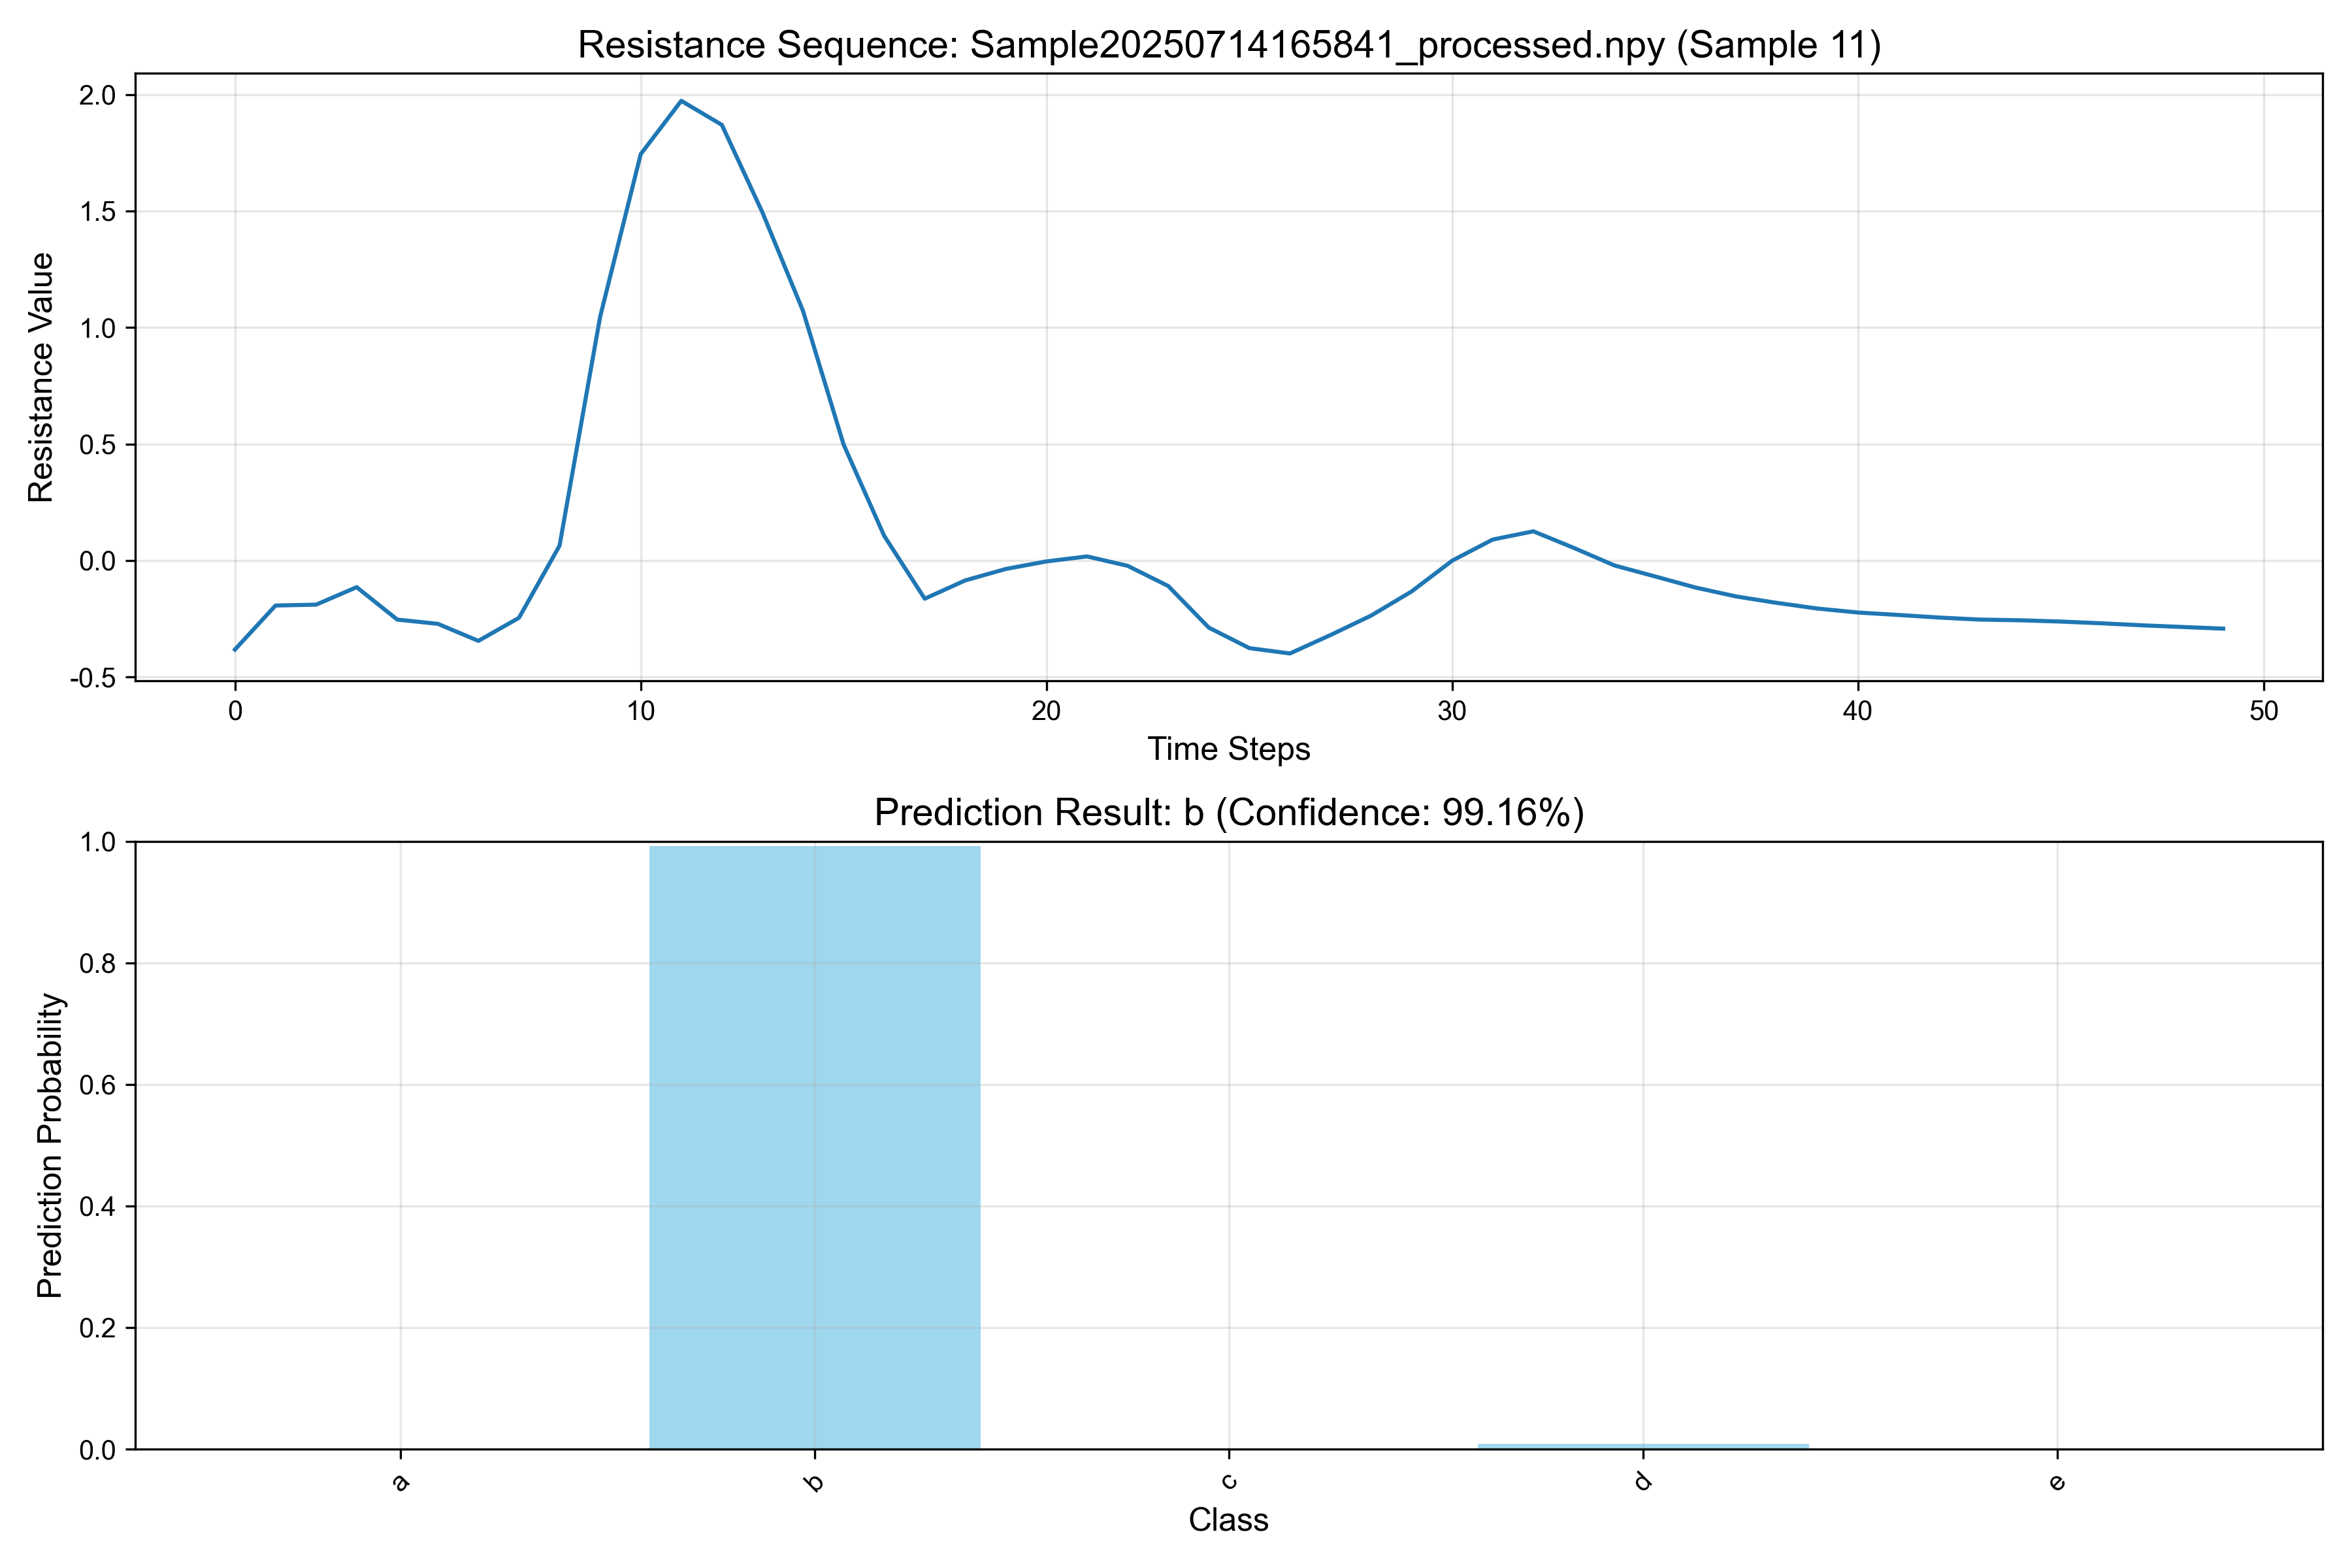 Resistance Sequence: Sample20250714165841_processed.npy (Sample 11)
Resistance Value
2.0
1.5
1.0
0.5
0.0
-0.5
0 10 20 30 40 50
Time Steps
Prediction Result: b (Confidence: 99.16%)
Prediction Probability
1.0
0.8
0.6
0.4
0.2
0.0
a b c d e
Class